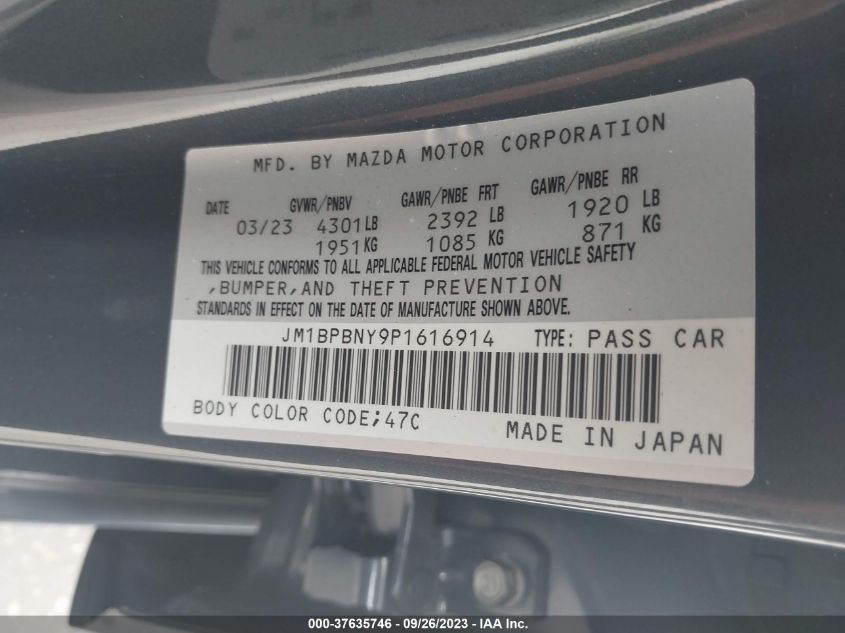 MFD. BY MAZDA MOTOR CORPORATION
DATE GVWR/PNBV GAWR/PNBE FRT GAWR/PNBE RR
03/23 4301 LB 2392 LB 1920 LB
1951 KG 1085 KG 871 KG
THIS VEHICLE CONFORMS TO ALL APPLICABLE FEDERAL MOTOR VEHICLE SAFETY
,BUMPER,AND THEFT PREVENTION
STANDARDS IN EFFECT ON THE DATE OF MANUFACTURE SHOWN ABOVE.
JM1BPBNY9P1616914 TYPE: PASS CAR
BODY COLOR CODE;47C
MADE IN JAPAN
000-37635746 - 09/26/2023 - IAA Inc.